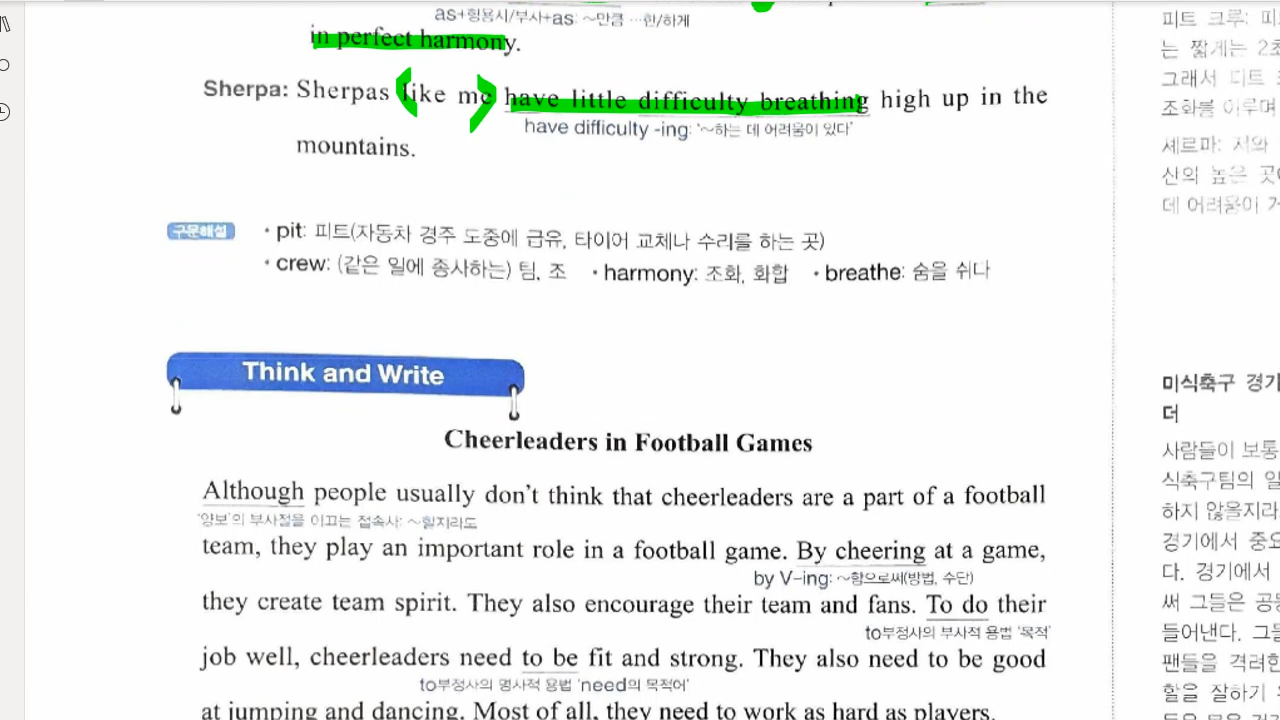 as+형용사/부사+as: ~만큼 …한/하게
in perfect harmony.
Sherpa: Sherpas like me have little difficulty breathing high up in the
have difficulty -ing: '~하는 데 어려움이 있다'
mountains.
구문해설
• pit: 피트(자동차 경주 도중에 급유, 타이어 교체나 수리를 하는 곳)
• crew: (같은 일에 종사하는) 팀, 조 • harmony: 조화, 화합 • breathe: 숨을 쉬다
Think and Write
Cheerleaders in Football Games
Although people usually don't think that cheerleaders are a part of a football
'양보'의 부사절을 이끄는 접속사: ~할지라도
team, they play an important role in a football game. By cheering at a game,
by V-ing: ~함으로써(방법, 수단)
they create team spirit. They also encourage their team and fans. To do their
to부정사의 부사적 용법 '목적'
job well, cheerleaders need to be fit and strong. They also need to be good
to부정사의 명사적 용법 'need의 목적어'
at jumping and dancing. Most of all, they need to work as hard as players.
피트 크루: 피
는 짧게는 2초
그래서 피트
조화를 이루며
셰르파: 저와
산의 높은 곳
데 어려움이 거
미식축구 경기
더
사람들이 보통
식축구팀의 일
하지 않을지라
경기에서 중요
다. 경기에서
써 그들은 공동
들어낸다. 그들
팬들을 격려한
할을 잘하기